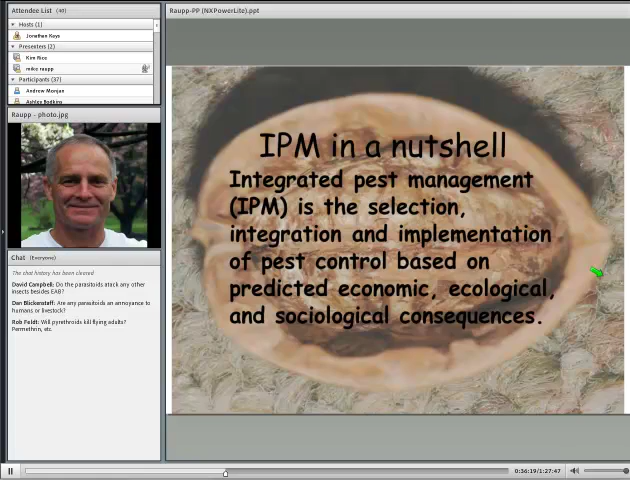 Attendee List (40)
Hosts (1)
Jonathan Kays
Presenters (2)
Kim Rice
mike raupp
Participants (37)
Andrew Monjan
Ashley Bodkins
Raupp - photo.jpg
Chat (Everyone)
The chat history has been cleared
David Campbell: Do the parasitoids atack any other
insects besides EAB?
Dan Blickenstaff: Are any parasitoids an annoyance to
humans or livestock?
Rob Feldt: Will pyrethroids kill flying adults?
Permethrin, etc.
Raupp-PP (NXPowerLite).ppt
IPM in a nutshell
Integrated pest management
(IPM) is the selection,
integration and implementation
of pest control based on
predicted economic, ecological,
and sociological consequences.
0:36:19/1:27:47